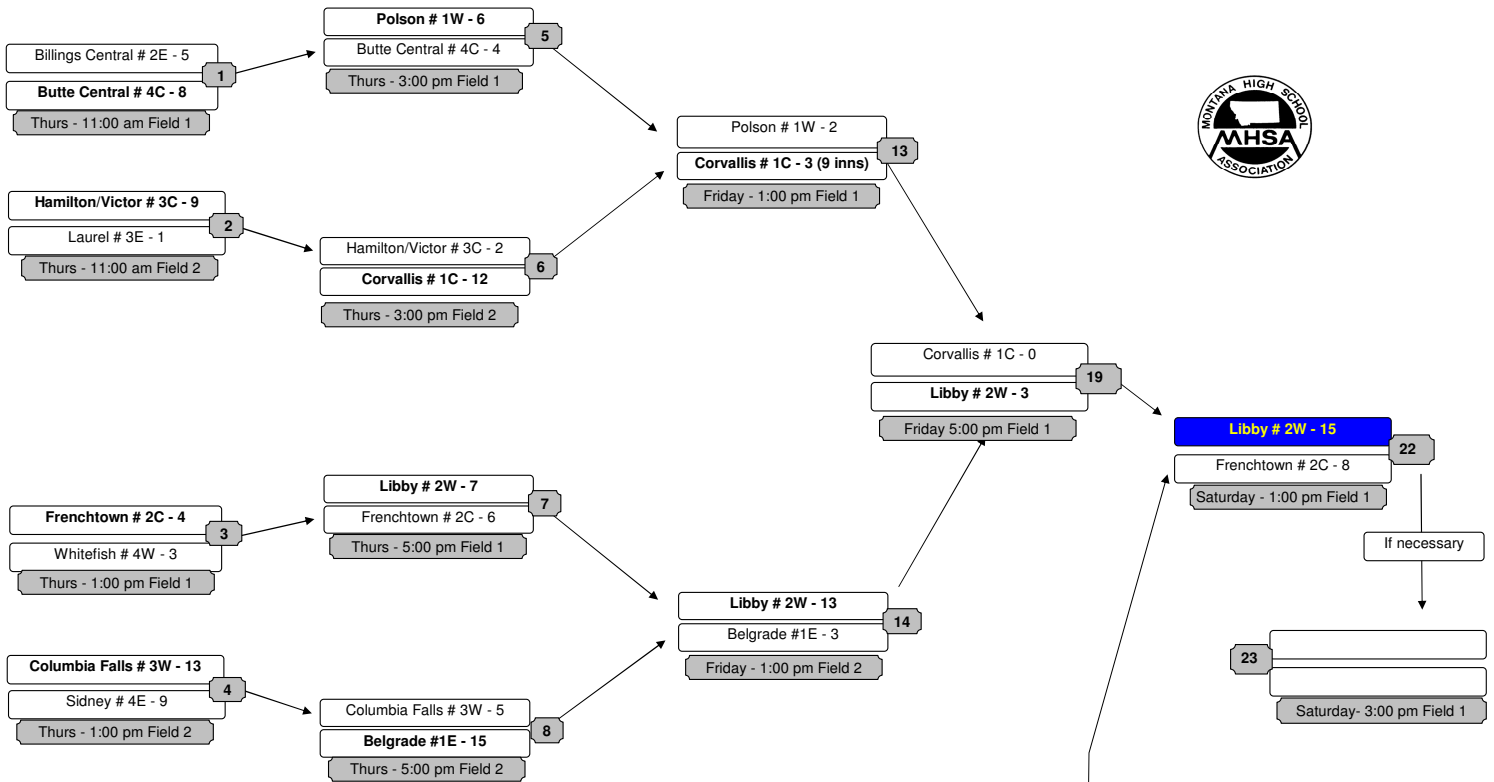 Billings Central # 2E - 5
1
Butte Central # 4C - 8
Thurs - 11:00 am Field 1
Hamilton/Victor # 3C - 9
2
Laurel # 3E - 1
Thurs - 11:00 am Field 2
Frenchtown # 2C - 4
3
Whitefish # 4W - 3
Thurs - 1:00 pm Field 1
Columbia Falls # 3W - 13
4
Sidney # 4E - 9
Thurs - 1:00 pm Field 2
Polson # 1W - 6
5
Butte Central # 4C - 4
Thurs - 3:00 pm Field 1
Hamilton/Victor # 3C - 2
6
Corvallis # 1C - 12
Thurs - 3:00 pm Field 2
Libby # 2W - 7
7
Frenchtown # 2C - 6
Thurs - 5:00 pm Field 1
Columbia Falls # 3W - 5
8
Belgrade #1E - 15
Thurs - 5:00 pm Field 2
Polson # 1W - 2
13
Corvallis # 1C - 3 (9 inns)
Friday - 1:00 pm Field 1
Libby # 2W - 13
14
Belgrade #1E - 3
Friday - 1:00 pm Field 2
Corvallis # 1C - 0
19
Libby # 2W - 3
Friday 5:00 pm Field 1
MONTANA HIGH SCHOOL
MHSA
ASSOCIATION
Libby # 2W - 15
22
Frenchtown # 2C - 8
Saturday - 1:00 pm Field 1
If necessary
23
Saturday- 3:00 pm Field 1